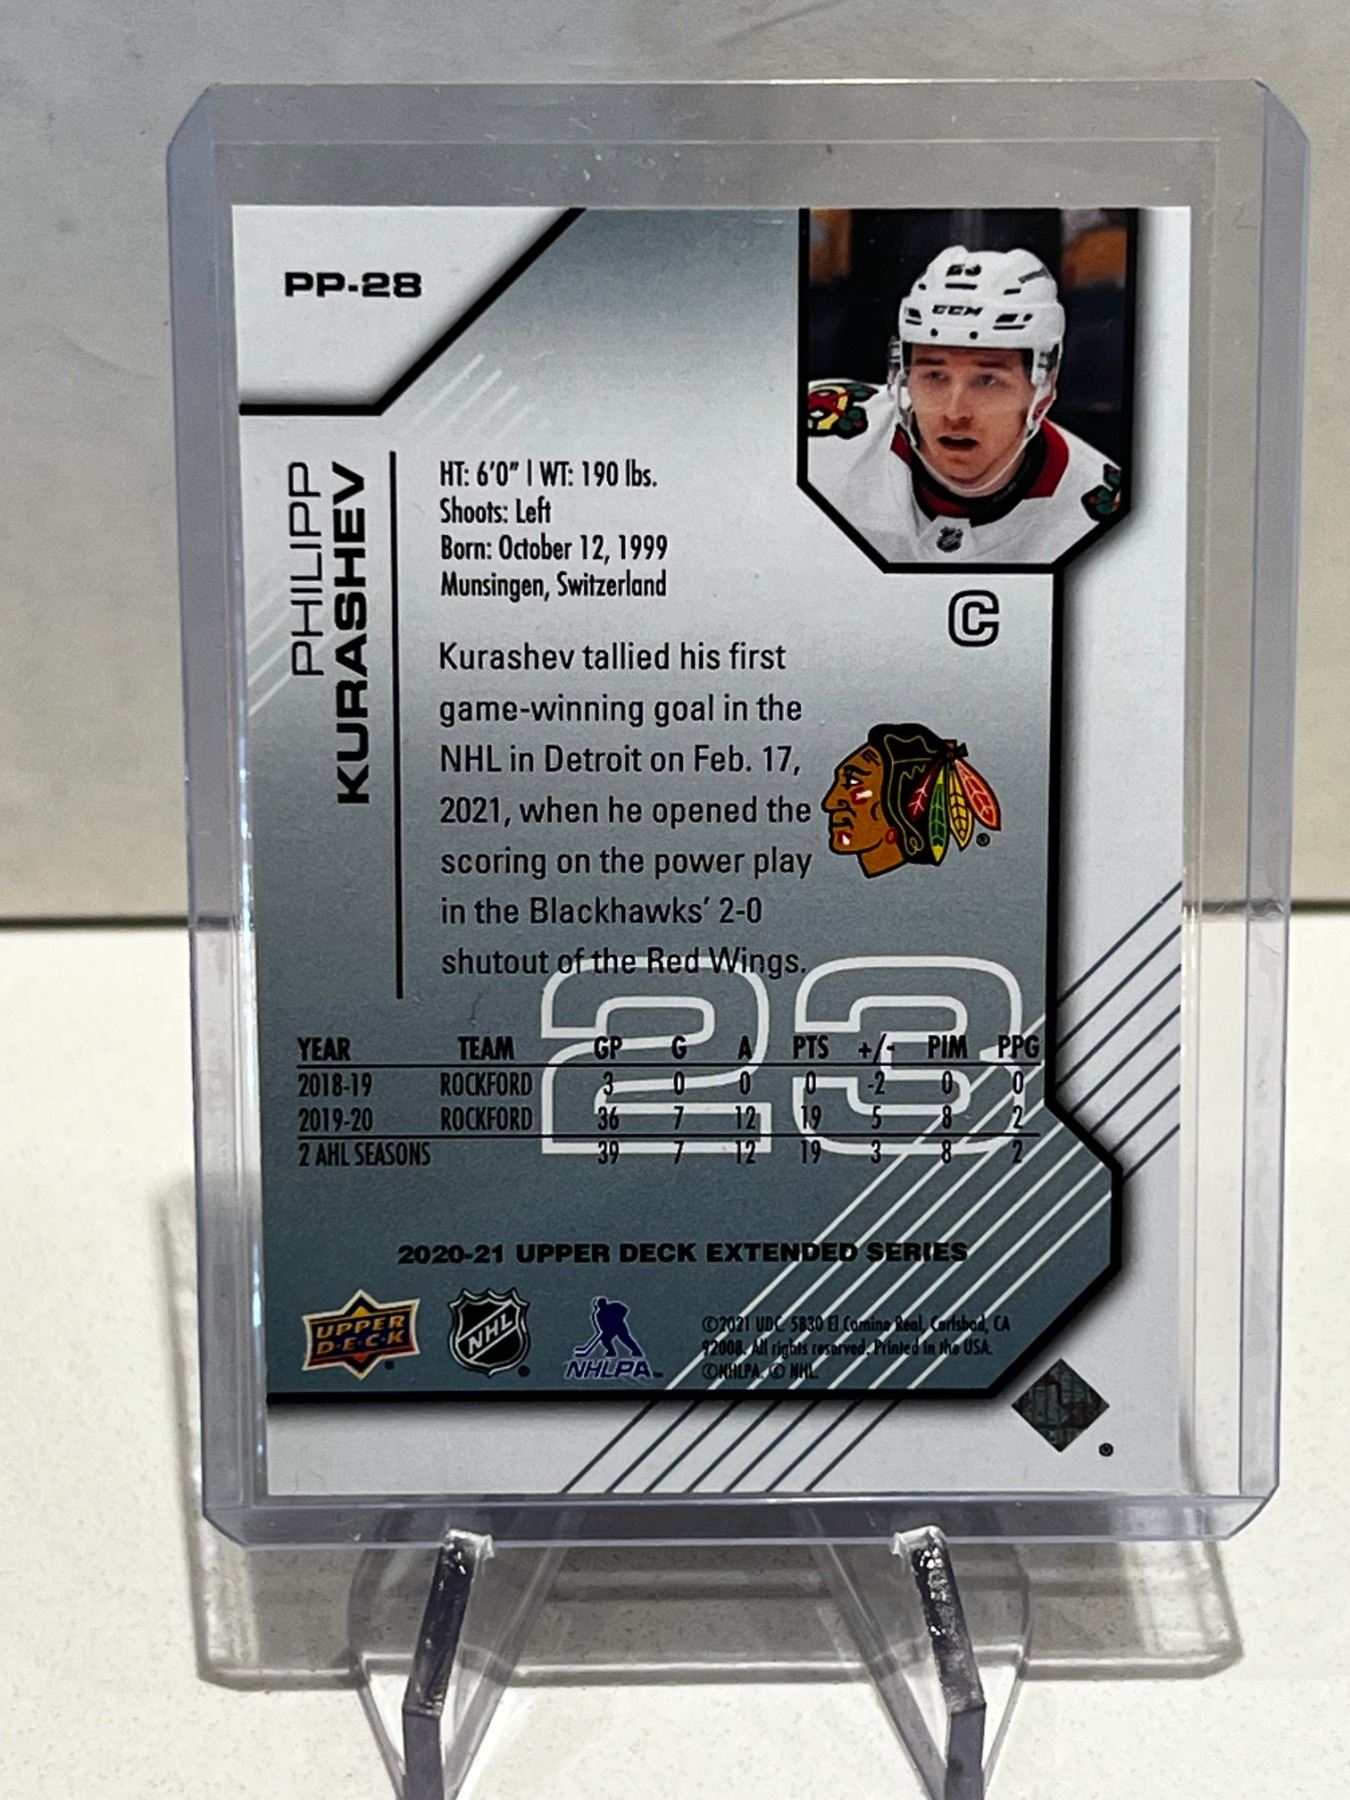 PP-28
23
CCM
PHILIPP
KURASHEV
HT: 6'0" | WT: 190 lbs.
Shoots: Left
Born: October 12, 1999
Munsingen, Switzerland
C
Kurashev tallied his first
game-winning goal in the
NHL in Detroit on Feb. 17,
2021, when he opened the
scoring on the power play
in the Blackhawks' 2-0
shutout of the Red Wings.
23
YEAR TEAM GP G A PTS +/- PIM PPG
2018-19 ROCKFORD 3 0 0 0 -2 0 0
2019-20 ROCKFORD 36 7 12 19 5 8 2
2 AHL SEASONS 39 7 12 19 3 8 2
2020-21 UPPER DECK EXTENDED SERIES
UPPER
D·E·C·K
®
NHL
®
NHLPA™
©2021 UDC 5830 El Camino Real, Carlsbad, CA
92008. All rights reserved. Printed in the USA.
©NHLPA. © NHL.
®